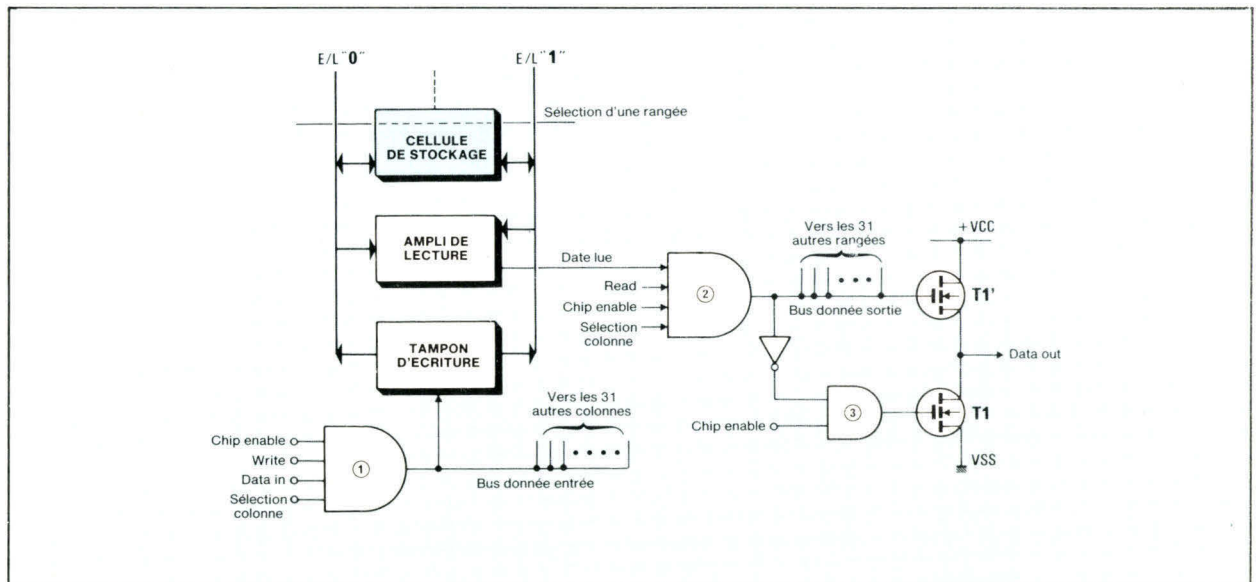 E/L "0"
E/L "1"
Sélection d'une rangée
CELLULE
DE STOCKAGE
AMPLI DE
LECTURE
Date lue
Read
Chip enable
Sélection
colonne
2
Vers les 31
autres rangées
Bus donnée sortie
+VCC
T1'
Data out
TAMPON
D'ECRITURE
Vers les 31
autres colonnes
Chip enable
3
T1
VSS
Chip enable
Write
Data in
Sélection
colonne
1
Bus donnée entrée